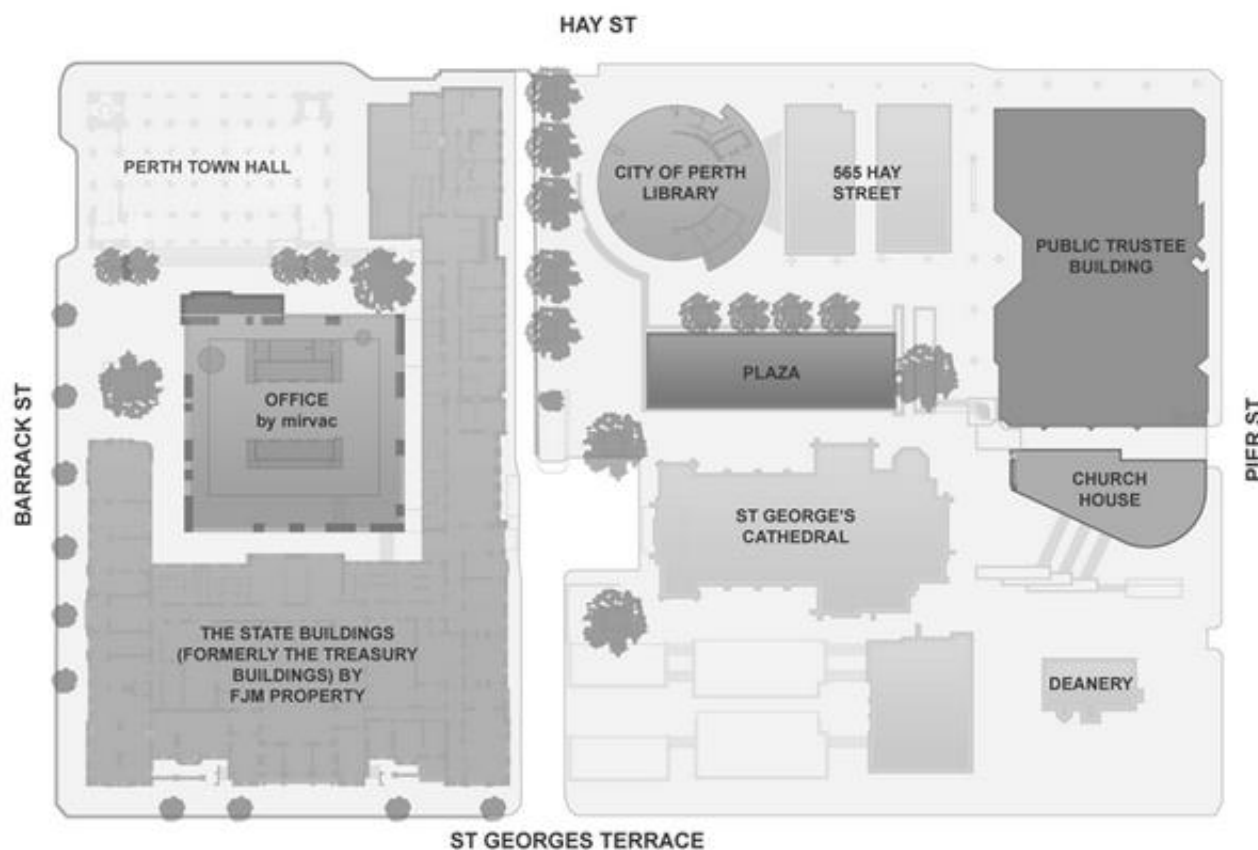 HAY ST
PERTH TOWN HALL
CITY OF PERTH
LIBRARY
565 HAY
STREET
PUBLIC TRUSTEE
BUILDING
OFFICE
by mirvac
PLAZA
BARRACK ST
PIER ST
CHURCH
HOUSE
ST GEORGE'S
CATHEDRAL
THE STATE BUILDINGS
(FORMERLY THE TREASURY
BUILDINGS) BY
FJM PROPERTY
DEANERY
ST GEORGES TERRACE